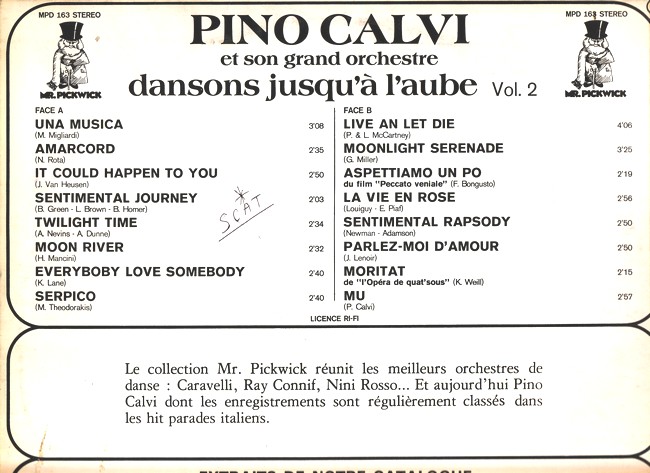 MPD 163 STEREO
MPD 163 STEREO
PINO CALVI
et son grand orchestre
dansons jusqu'à l'aube Vol. 2
MR. PICKWICK
MR. PICKWICK
FACE A
UNA MUSICA 3'08
(M. Migliardi)
AMARCORD 2'35
(N. Rota)
IT COULD HAPPEN TO YOU 2'50
(J. Van Heusen)
SENTIMENTAL JOURNEY 2'03
(B. Green - L. Brown - B. Homer)
TWILIGHT TIME 2'34
(A. Nevins - A. Dunne)
MOON RIVER 2'32
(H. Mancini)
EVERYBOBY LOVE SOMEBODY 2'40
(K. Lane)
SERPICO 2'40
(M. Theodorakis)
SCAT
FACE B
LIVE AN LET DIE 4'06
(P. & L. McCartney)
MOONLIGHT SERENADE 3'25
(G. Miller)
ASPETTIAMO UN PO 2'19
du film "Peccato veniale" (F. Bongusto)
LA VIE EN ROSE 2'56
(Louiguy - E. Piaf)
SENTIMENTAL RAPSODY 2'50
(Newman - Adamson)
PARLEZ-MOI D'AMOUR 2'50
(J. Lenoir)
MORITAT 2'15
de "l'Opéra de quat'sous" (K. Weill)
MU 2'57
(P. Calvi)
LICENCE RI-FI
Le collection Mr. Pickwick réunit les meilleurs orchestres de
danse : Caravelli, Ray Connif, Nini Rosso... Et aujourd'hui Pino
Calvi dont les enregistrements sont régulièrement classés dans
les hit parades italiens.
EXTRAITS DE NOTRE CATALOGUE